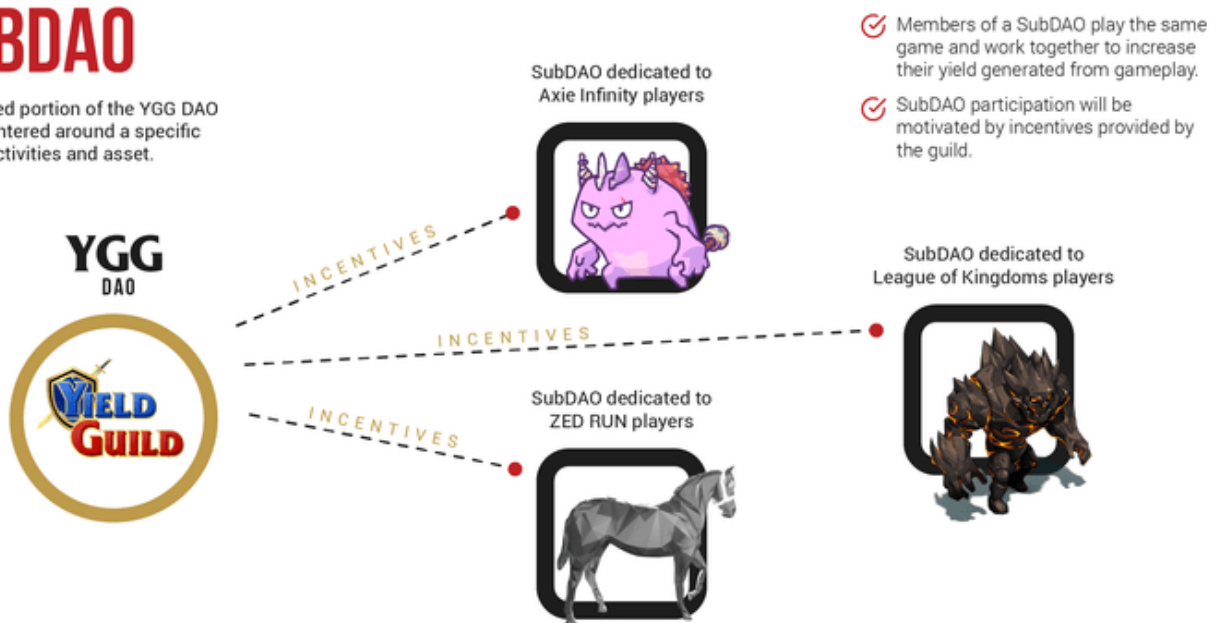 BDAO
ed portion of the YGG DAO
ntered around a specific
ctivities and asset.
YGG
DAO
YIELD
GUILD
INCENTIVES
INCENTIVES
INCENTIVES
SubDAO dedicated to
Axie Infinity players
SubDAO dedicated to
ZED RUN players
Members of a SubDAO play the same
game and work together to increase
their yield generated from gameplay.
SubDAO participation will be
motivated by incentives provided by
the guild.
SubDAO dedicated to
League of Kingdoms players